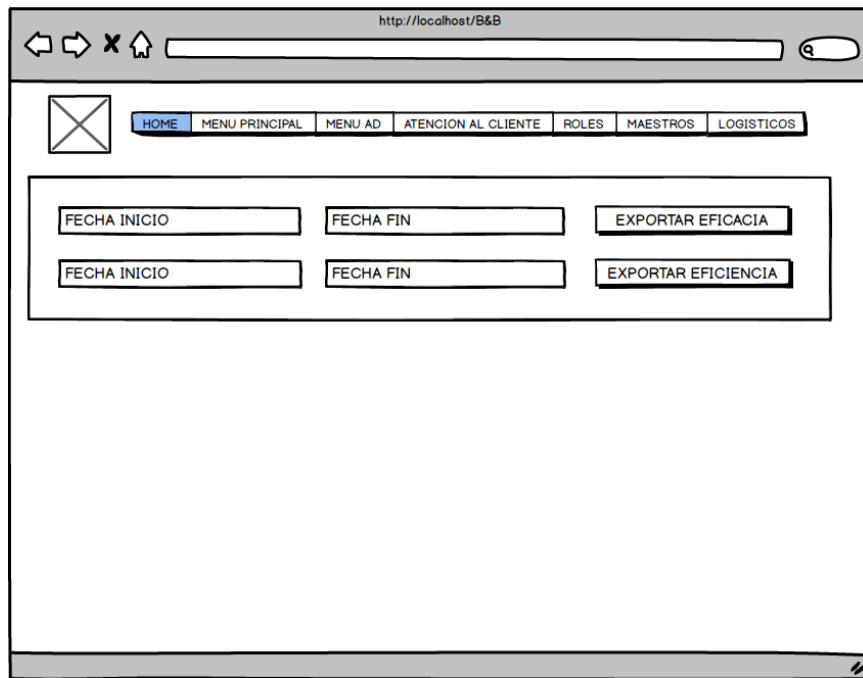 http://localhost/B&B
HOME MENU PRINCIPAL MENU AD ATENCION AL CLIENTE ROLES MAESTROS LOGISTICOS
FECHA INICIO FECHA FIN EXPORTAR EFICACIA
FECHA INICIO FECHA FIN EXPORTAR EFICIENCIA